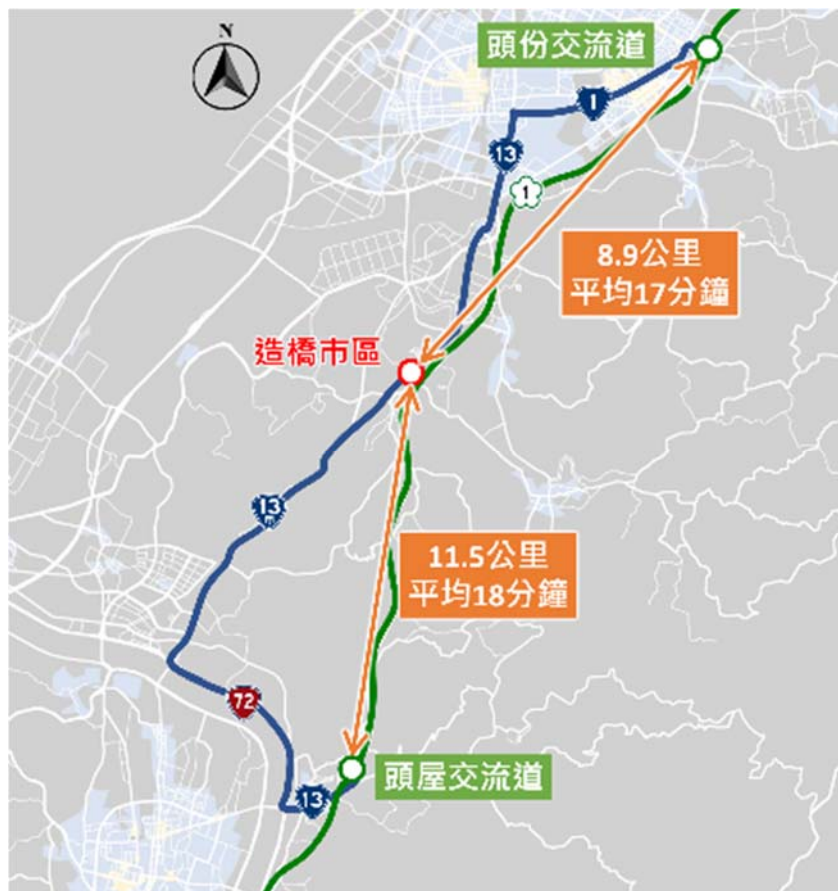 N
頭份交流道
1
13
1
8.9公里
平均17分鐘
造橋市區
13
甲
11.5公里
平均18分鐘
72
頭屋交流道
13